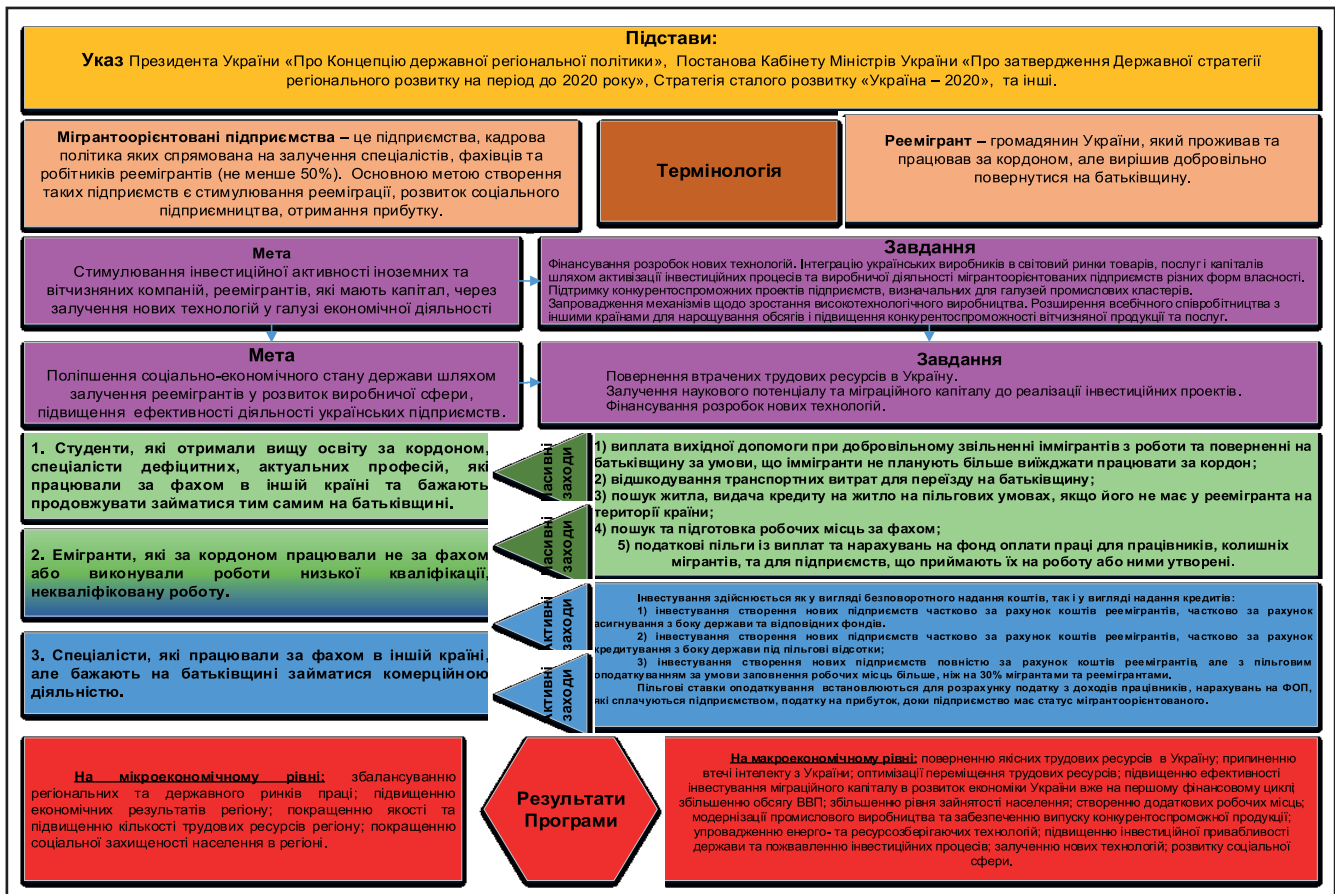 Підстави:
Указ Президента України «Про Концепцію державної регіональної політики», Постанова Кабінету Міністрів України «Про затвердження Державної стратегії
регіонального розвитку на період до 2020 року», Стратегія сталого розвитку «Україна – 2020», та інші.
Мігрантоорієнтовані підприємства – це підприємства, кадрова
політика яких спрямована на залучення спеціалістів, фахівців та
робітників реемігрантів (не менше 50%). Основною метою створення
таких підприємств є стимулювання рееміграції, розвиток соціального
підприємництва, отримання прибутку.
Термінологія
Реемігрант – громадянин України, який проживав та
працював за кордоном, але вирішив добровільно
повернутися на батьківщину.
Мета
Стимулювання інвестиційної активності іноземних та
вітчизняних компаній, реемігрантів, які мають капітал, через
залучення нових технологій у галузі економічної діяльності
Завдання
Фінансування розробок нових технологій. Інтеграцію українських виробників в світовий ринки товарів, послуг і капіталів
шляхом активізації інвестиційних процесів та виробничої діяльності мігрантоорієнтованих підприємств різних форм власності.
Підтримку конкурентоспроможних проектів підприємств, визначальних для галузей промислових кластерів.
Запровадження механізмів щодо зростання високотехнологічного виробництва. Розширення всебічного співробітництва з
іншими країнами для нарощування обсягів і підвищення конкурентоспроможності вітчизняної продукції та послуг.
Мета
Поліпшення соціально-економічного стану держави шляхом
залучення реемігрантів у розвиток виробничої сфери,
підвищення ефективності діяльності українських підприємств.
Завдання
Повернення втрачених трудових ресурсів в Україну.
Залучення наукового потенціалу та міграційного капіталу до реалізації інвестиційних проектів.
Фінансування розробок нових технологій.
1. Студенти, які отримали вищу освіту за кордоном,
спеціалісти дефіцитних, актуальних професій, які
працювали за фахом в іншій країні та бажають
продовжувати займатися тим самим на батьківщині.
2. Емігранти, які за кордоном працювали не за фахом
або виконували роботи низької кваліфікації,
некваліфіковану роботу.
3. Спеціалісти, які працювали за фахом в іншій країні,
але бажають на батьківщині займатися комерційною
діяльністю.
Пасивні
заходи
Пасивні
заходи
Активні
заходи
Активні
заходи
1) виплата вихідної допомоги при добровільному звільненні іммігрантів з роботи та поверненні на
батьківщину за умови, що іммігранти не планують більше виїжджати працювати за кордон;
2) відшкодування транспортних витрат для переїзду на батьківщину;
3) пошук житла, видача кредиту на житло на пільгових умовах, якщо його не має у реемігранта на
території країни;
4) пошук та підготовка робочих місць за фахом;
5) податкові пільги із виплат та нарахувань на фонд оплати праці для працівників, колишніх
мігрантів, та для підприємств, що приймають їх на роботу або ними утворені.
Інвестування здійснюється як у вигляді безповоротного надання коштів, так і у вигляді надання кредитів:
1) інвестування створення нових підприємств частково за рахунок коштів реемігрантів, частково за рахунок
асигнування з боку держави та відповідних фондів.
2) інвестування створення нових підприємств частково за рахунок коштів реемігрантів, частково за рахунок
кредитування з боку держави під пільгові відсотки;
3) інвестування створення нових підприємств повністю за рахунок коштів реемігрантів, але з пільговим
оподаткуванням за умови заповнення робочих місць більше, ніж на 30% мігрантами та реемігрантами.
Пільгові ставки оподаткування встановлюються для розрахунку податку з доходів працівників, нарахувань на ФОП,
які сплачуються підприємством, податку на прибуток, доки підприємство має статус мігрантоорієнтованого.
На мікроекономічному рівні: збалансуванню
регіональних та державного ринків праці; підвищенню
економічних результатів регіону; покращенню якості та
підвищенню кількості трудових ресурсів регіону; покращенню
соціальної захищеності населення в регіоні.
Результати
Програми
На макроекономічному рівні: поверненню якісних трудових ресурсів в Україну; припиненню
втечі інтелекту з України; оптимізації переміщення трудових ресурсів; підвищенню ефективності
інвестування міграційного капіталу в розвиток економіки України вже на першому фінансовому циклі;
збільшенню обсягу ВВП; збільшенню рівня зайнятості населення; створенню додаткових робочих місць;
модернізації промислового виробництва та забезпеченню випуску конкурентоспроможної продукції;
упровадженню енерго- та ресурсозберігаючих технологій; підвищенню інвестиційної привабливості
держави та пожвавленню інвестиційних процесів; залученню нових технологій; розвитку соціальної
сфери.